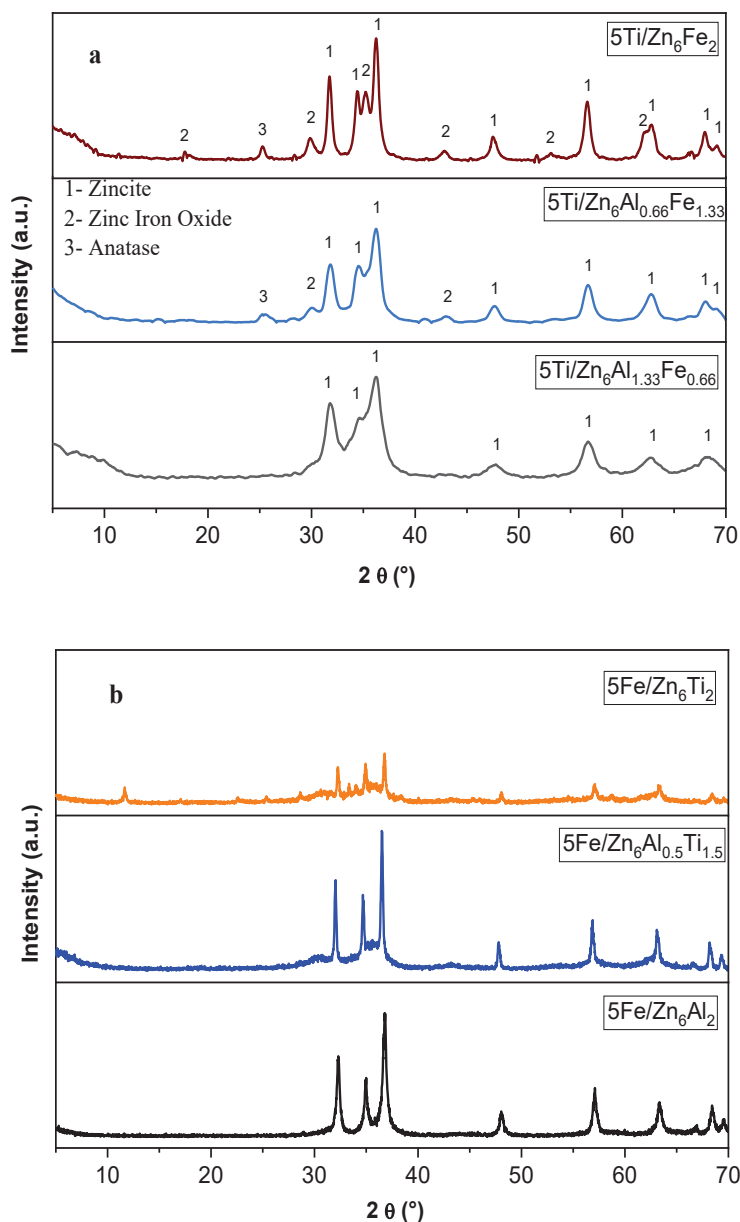 a
5Ti/Zn₆Fe₂
1
1
2
1
2
3
2
1
2
1
2
1
1
1
1- Zincite
2- Zinc Iron Oxide
3- Anatase
5Ti/Zn₆Al₀.₆₆Fe₁.₃₃
3
2
1
1
1
2
1
1
1
1
1
5Ti/Zn₆Al₁.₃₃Fe₀.₆₆
1
1
1
1
1
1
1
Intensity (a.u.)
10 20 30 40 50 60 70
2 θ (°)
b
5Fe/Zn₆Ti₂
5Fe/Zn₆Al₀.₅Ti₁.₅
5Fe/Zn₆Al₂
Intensity (a.u.)
10 20 30 40 50 60 70
2 θ (°)